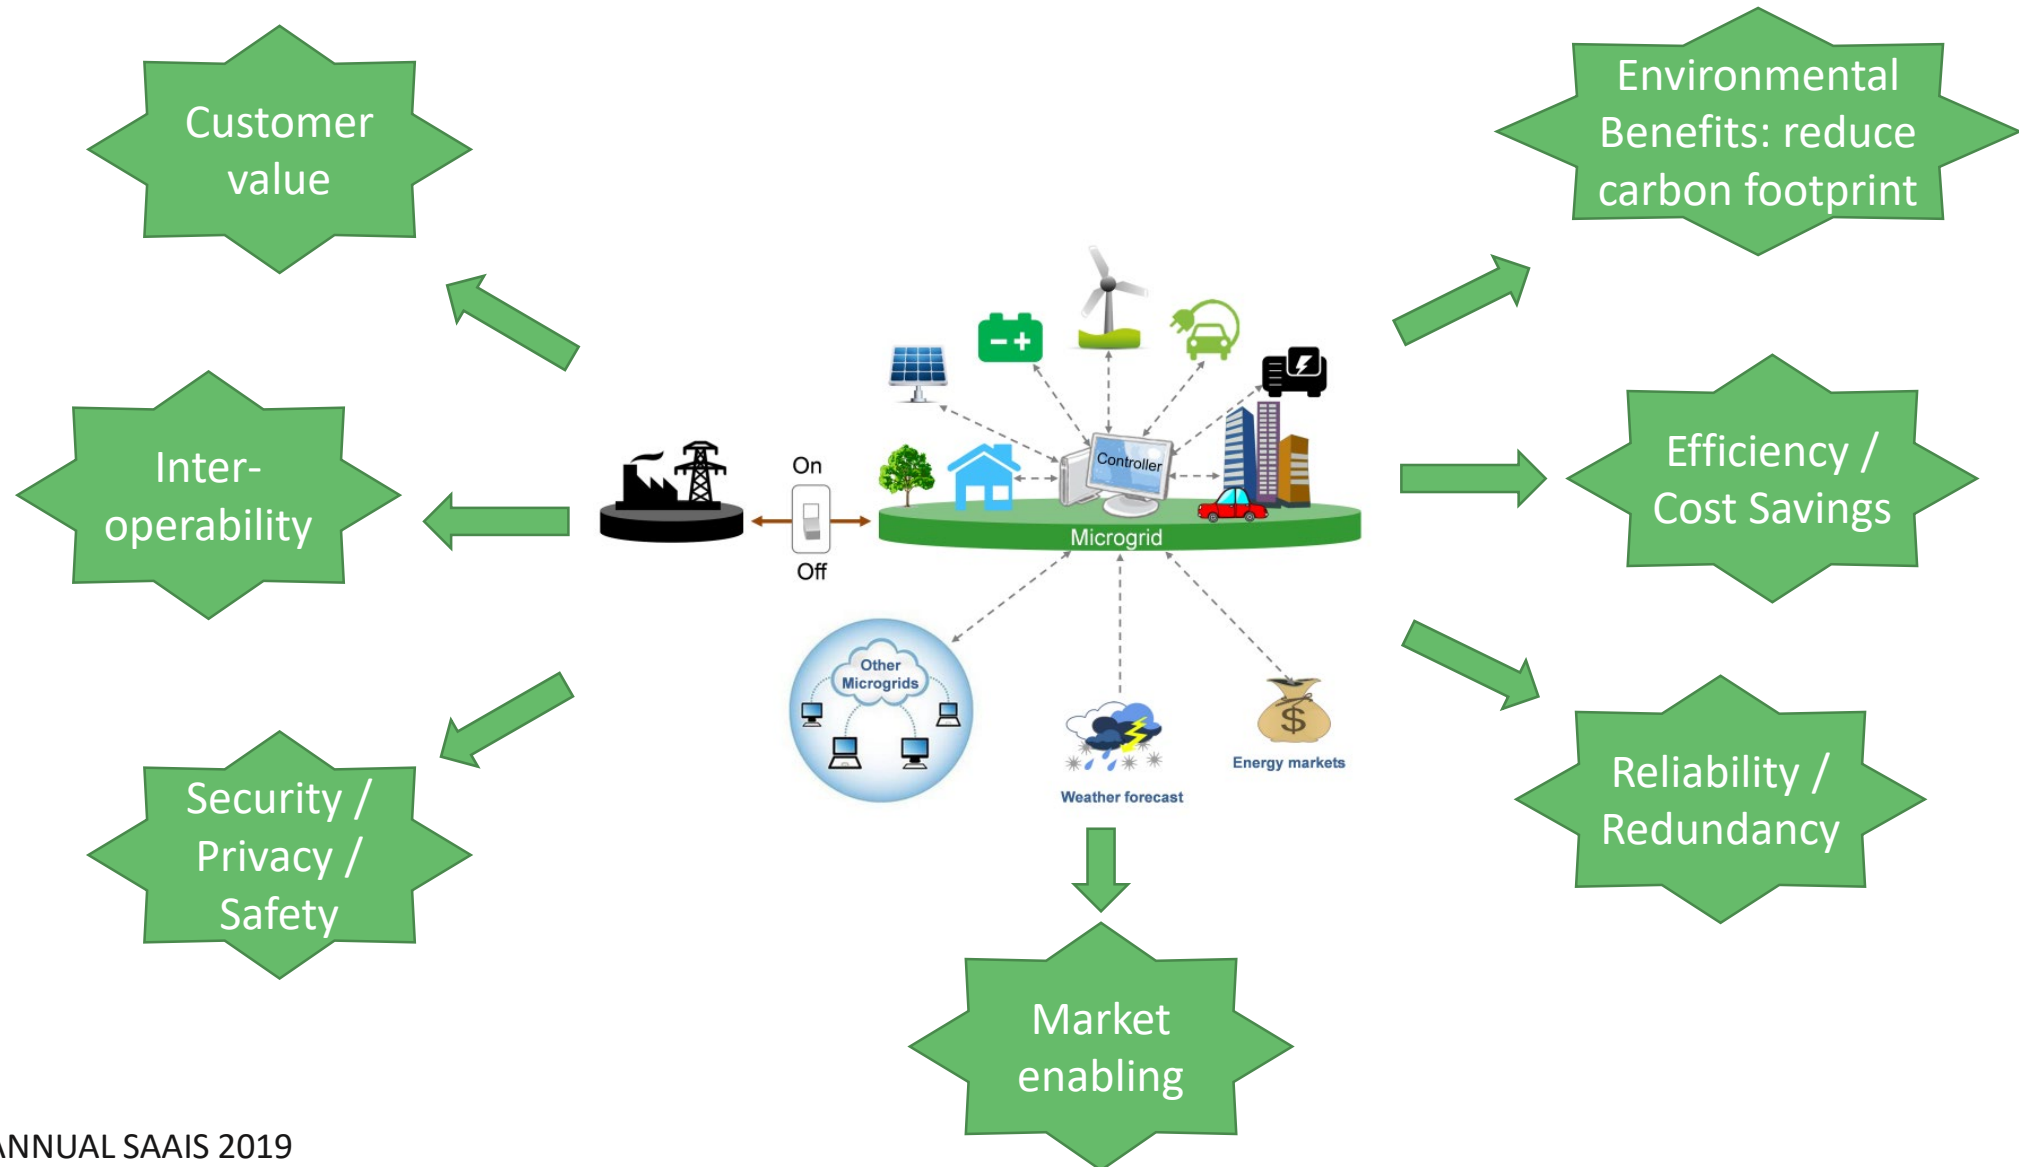 Customer
value
Environmental
Benefits: reduce
carbon footprint
Inter-
operability
On
Off
Controller
Microgrid
Efficiency /
Cost Savings
Other
Microgrids
Weather forecast
$
Energy markets
Security /
Privacy /
Safety
Reliability /
Redundancy
Market
enabling
ANNUAL SAAIS 2019